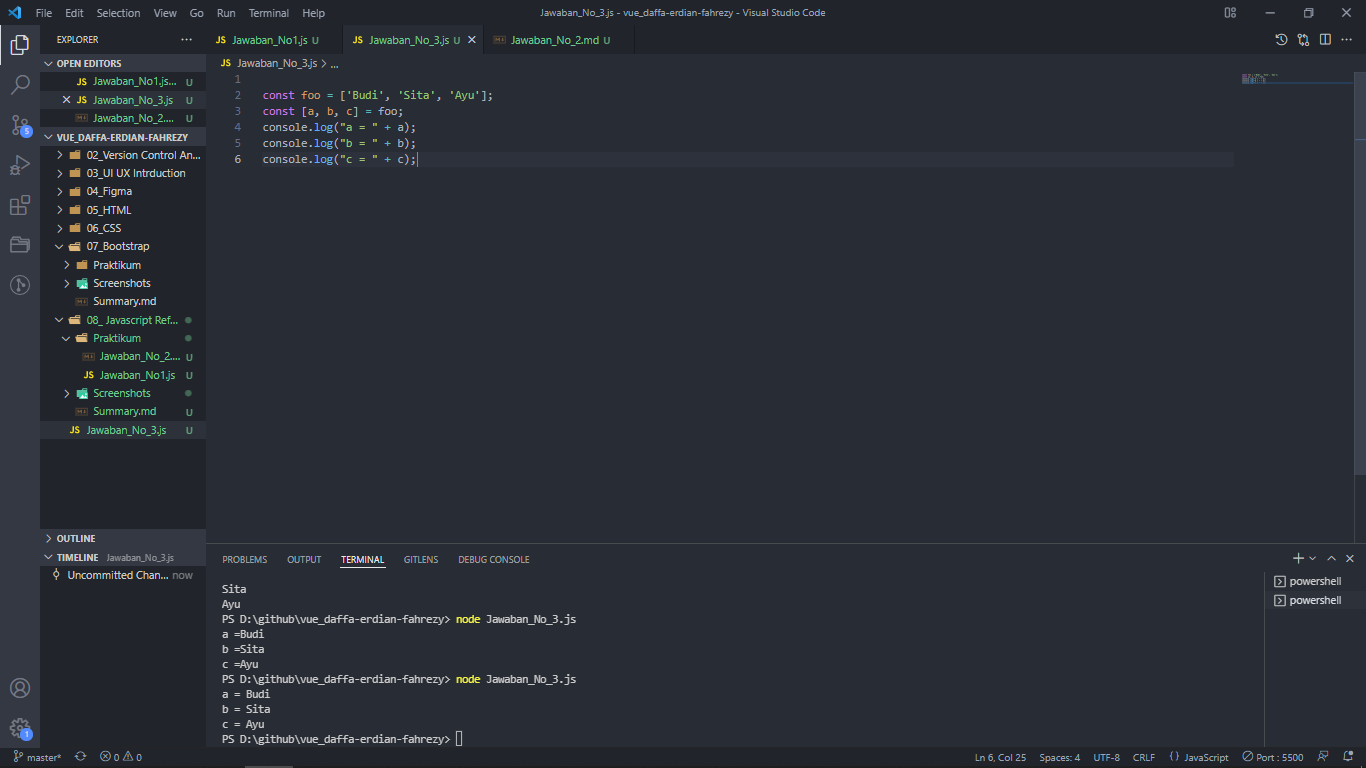 File Edit Selection View Go Run Terminal Help
Jawaban_No_3.js - vue_daffa-erdian-fahrezy - Visual Studio Code
EXPLORER
OPEN EDITORS
JS Jawaban_No1.js... U
JS Jawaban_No_3.js U
Jawaban_No_2.... U
VUE_DAFFA-ERDIAN-FAHREZY
02_Version Control An...
03_UI UX Intrduction
04_Figma
05_HTML
06_CSS
07_Bootstrap
Praktikum
Screenshots
Summary.md
08_ Javascript Ref...
Praktikum
Jawaban_No_2.... U
JS Jawaban_No1.js U
Screenshots
Summary.md U
JS Jawaban_No_3.js U
OUTLINE
TIMELINE Jawaban_No_3.js
Uncommitted Chan... now
5
1
JS Jawaban_No1.js U
JS Jawaban_No_3.js U
Jawaban_No_2.md U
JS Jawaban_No_3.js > ...
1
2 const foo = ['Budi', 'Sita', 'Ayu'];
3 const [a, b, c] = foo;
4 console.log("a = " + a);
5 console.log("b = " + b);
6 console.log("c = " + c);
PROBLEMS OUTPUT TERMINAL GITLENS DEBUG CONSOLE
Sita
Ayu
PS D:\github\vue_daffa-erdian-fahrezy> node Jawaban_No_3.js
a =Budi
b =Sita
c =Ayu
PS D:\github\vue_daffa-erdian-fahrezy> node Jawaban_No_3.js
a = Budi
b = Sita
c = Ayu
PS D:\github\vue_daffa-erdian-fahrezy>
powershell
powershell
master* 0 0
Ln 6, Col 25 Spaces: 4 UTF-8 CRLF { } JavaScript Port : 5500